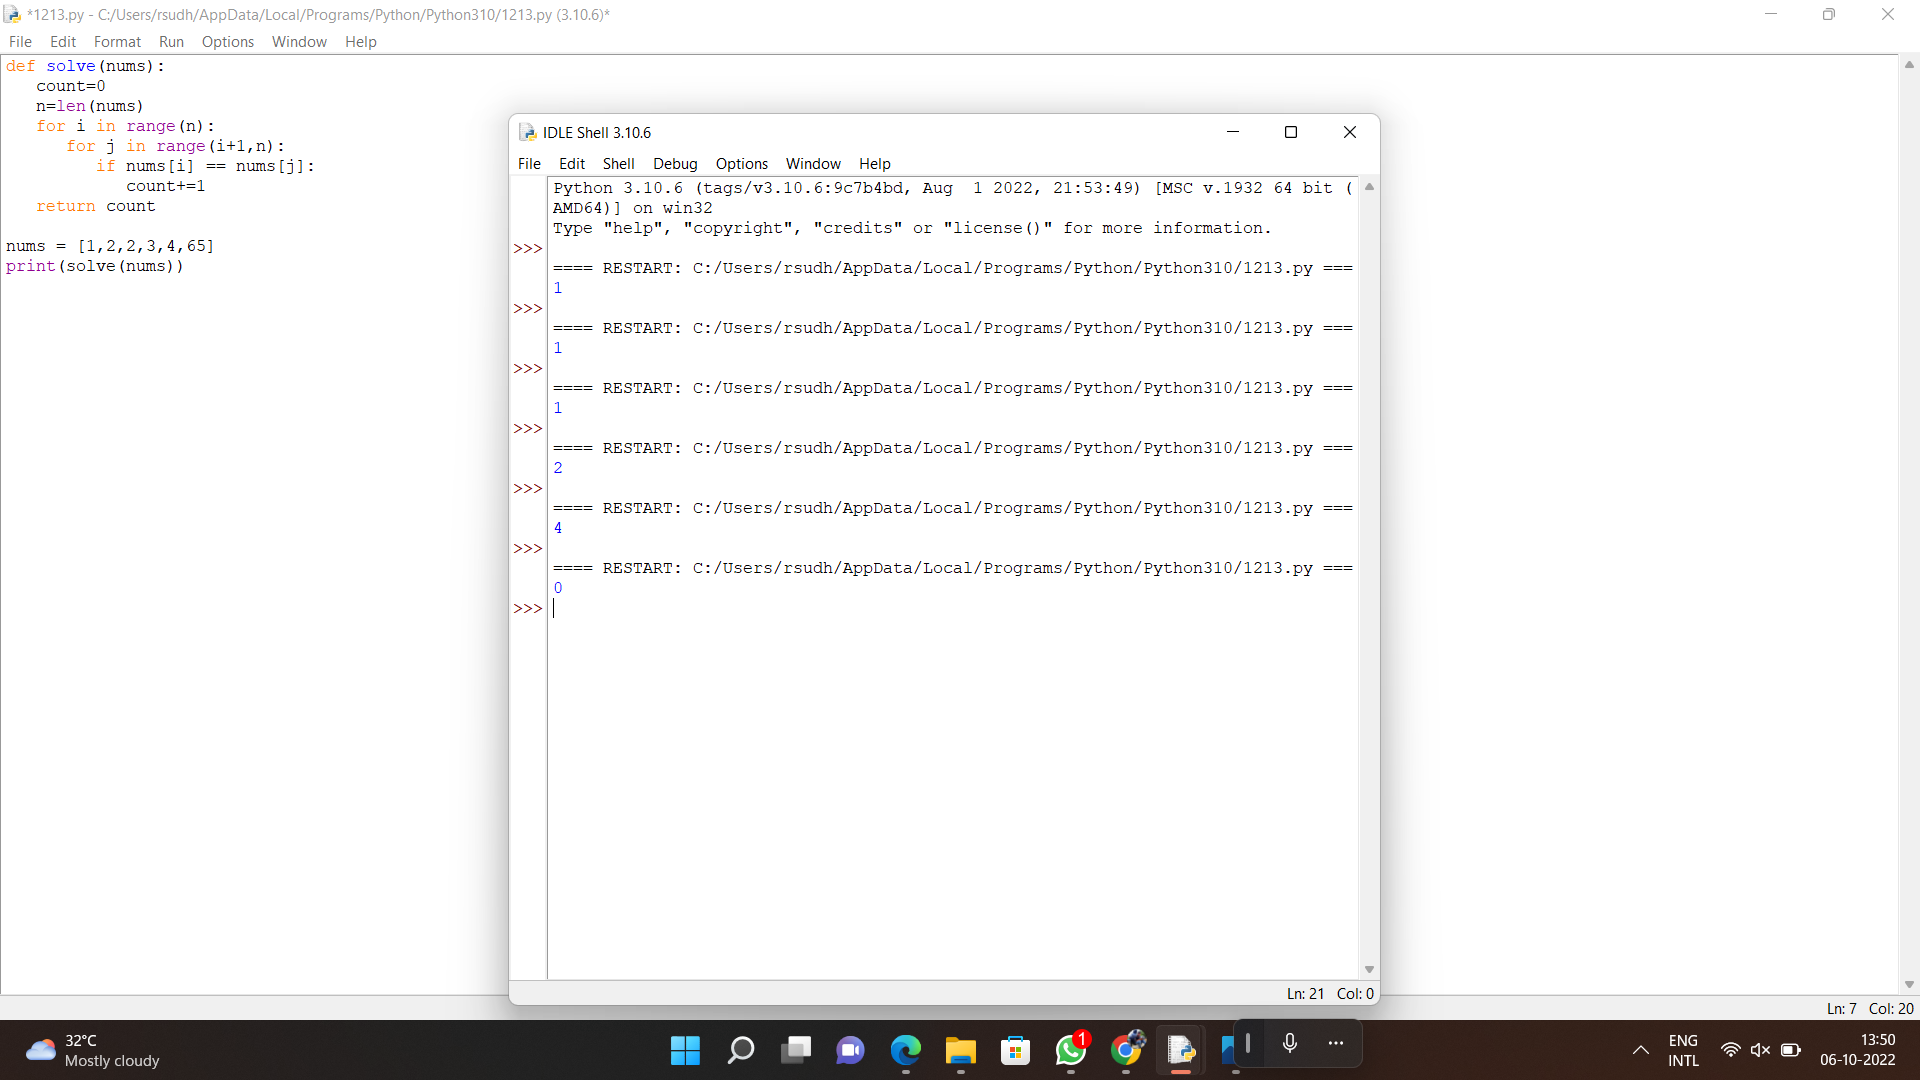 *1213.py - C:/Users/rsudh/AppData/Local/Programs/Python/Python310/1213.py (3.10.6)*
File Edit Format Run Options Window Help
def solve(nums):
   count=0
   n=len(nums)
   for i in range(n):
      for j in range(i+1,n):
         if nums[i] == nums[j]:
            count+=1
   return count
nums = [1,2,2,3,4,65]
print(solve(nums))
Ln: 7 Col: 20
IDLE Shell 3.10.6
File Edit Shell Debug Options Window Help
Python 3.10.6 (tags/v3.10.6:9c7b4bd, Aug  1 2022, 21:53:49) [MSC v.1932 64 bit (
AMD64)] on win32
Type "help", "copyright", "credits" or "license()" for more information.
>>>
==== RESTART: C:/Users/rsudh/AppData/Local/Programs/Python/Python310/1213.py ===
1
>>>
==== RESTART: C:/Users/rsudh/AppData/Local/Programs/Python/Python310/1213.py ===
1
>>>
==== RESTART: C:/Users/rsudh/AppData/Local/Programs/Python/Python310/1213.py ===
1
>>>
==== RESTART: C:/Users/rsudh/AppData/Local/Programs/Python/Python310/1213.py ===
2
>>>
==== RESTART: C:/Users/rsudh/AppData/Local/Programs/Python/Python310/1213.py ===
4
>>>
==== RESTART: C:/Users/rsudh/AppData/Local/Programs/Python/Python310/1213.py ===
0
>>>
Ln: 21 Col: 0
32°C
Mostly cloudy
1
ENG
INTL
13:50
06-10-2022